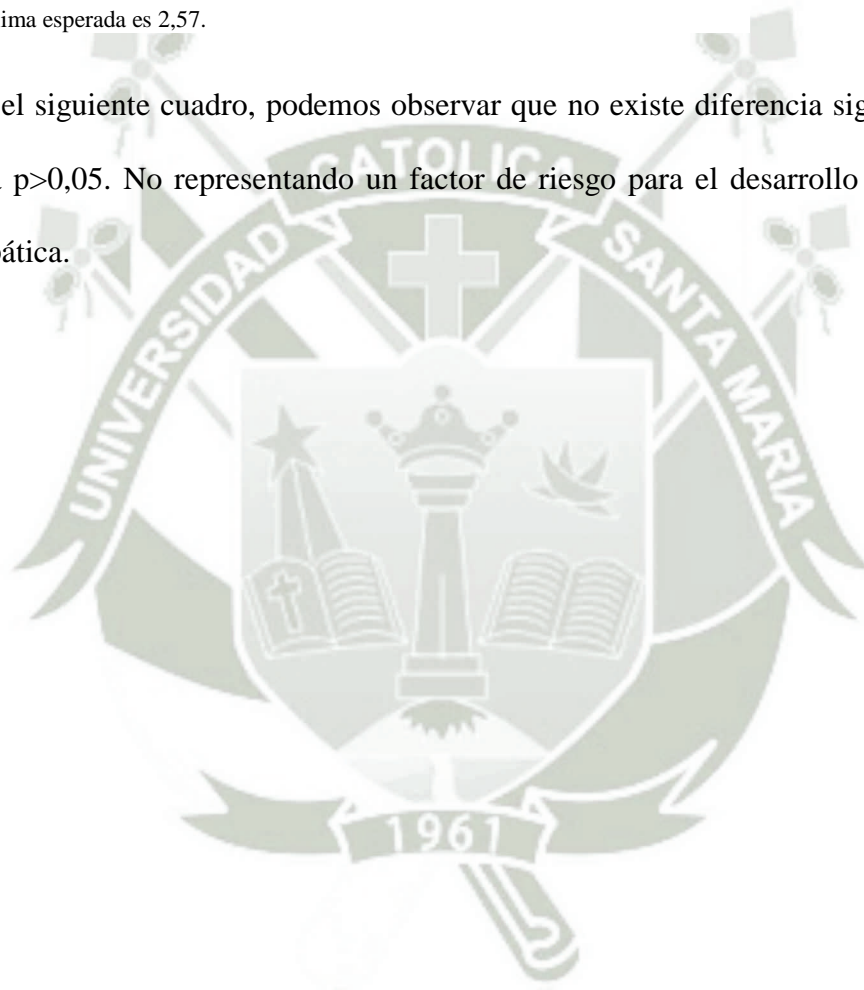 ima esperada es 2,57.
el siguiente cuadro, podemos observar que no existe diferencia sig
p>0,05. No representando un factor de riesgo para el desarrollo
ática.
CATOLICA
UNIVERSIDAD
SANTA MARIA
1961